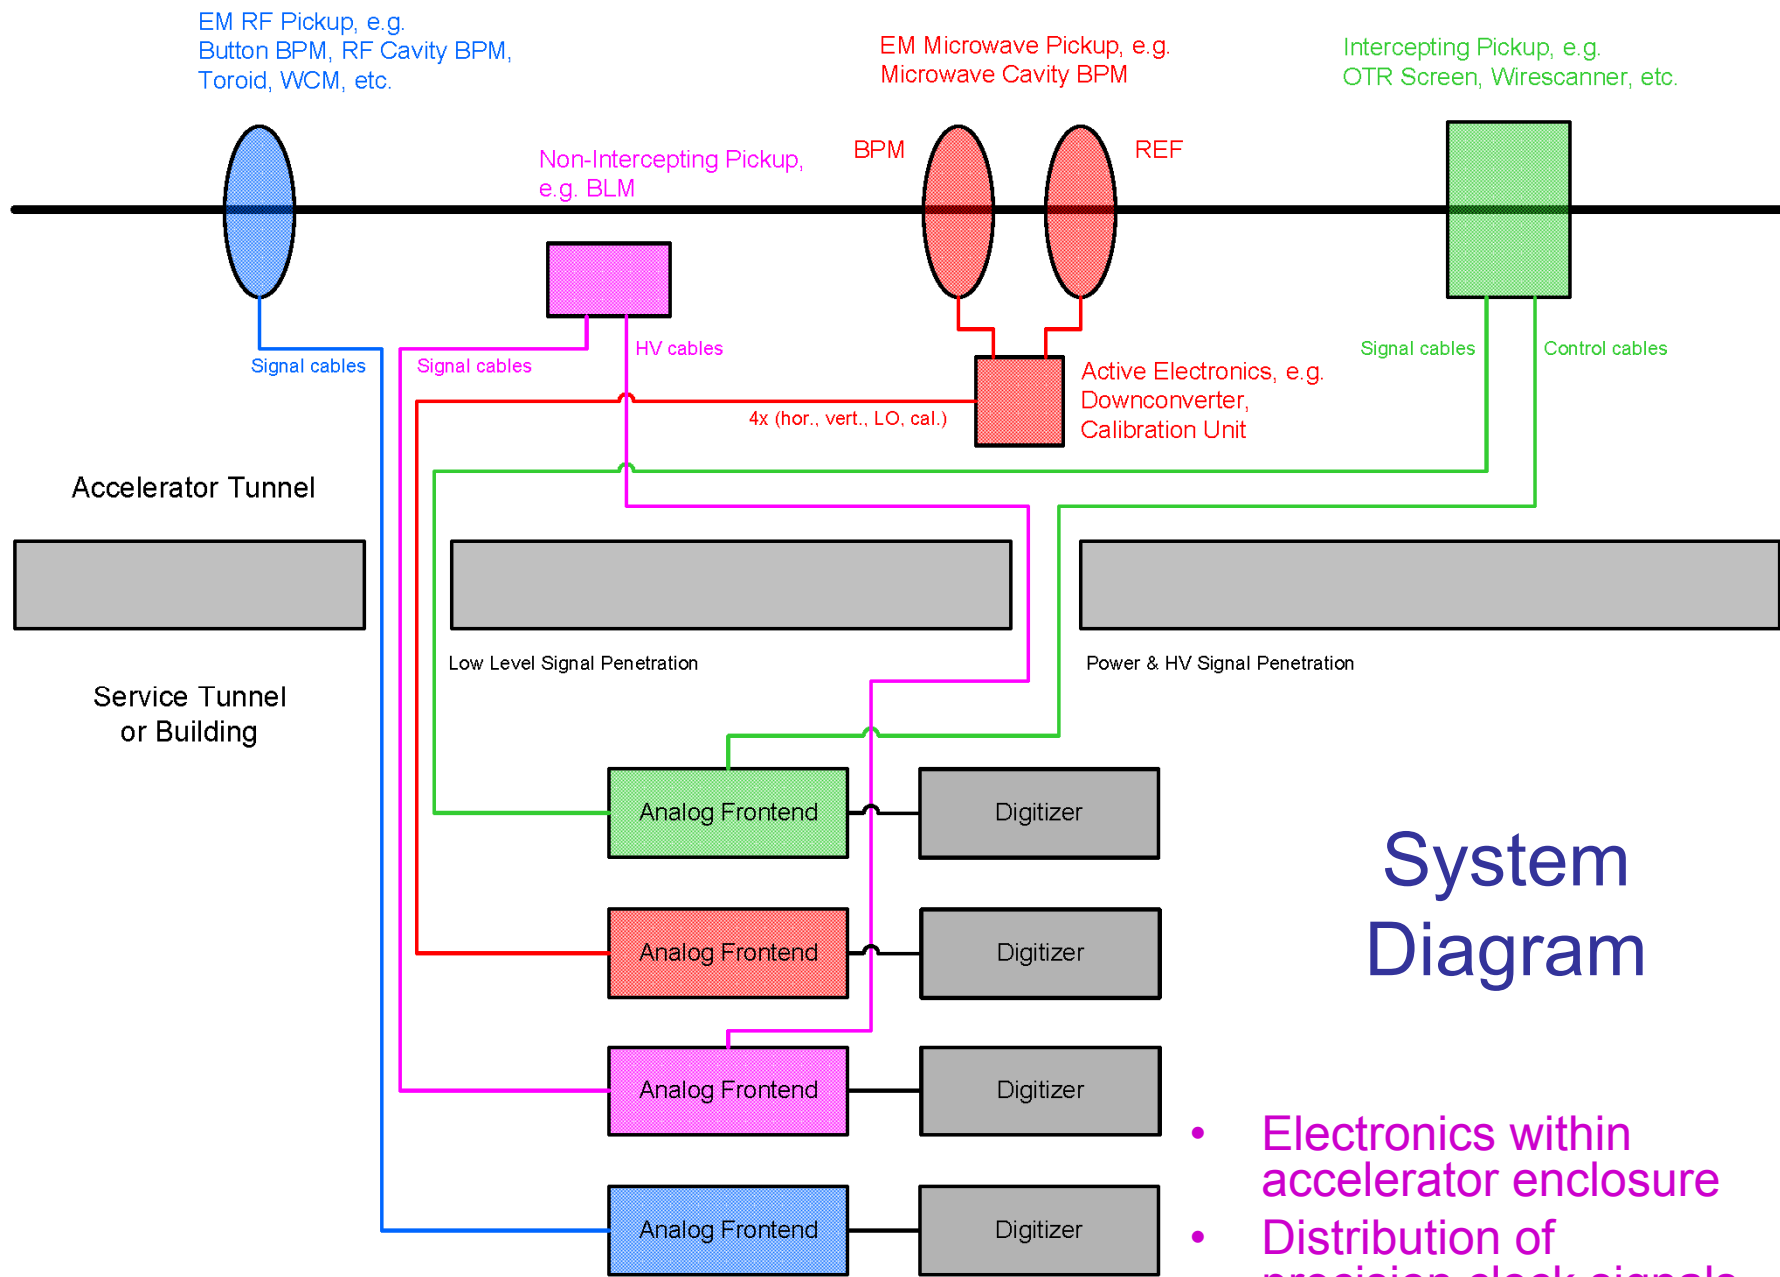 EM RF Pickup, e.g.
Button BPM, RF Cavity BPM,
Toroid, WCM, etc.
EM Microwave Pickup, e.g.
Microwave Cavity BPM
Intercepting Pickup, e.g.
OTR Screen, Wirescanner, etc.
Non-Intercepting Pickup,
e.g. BLM
BPM
REF
Signal cables
Signal cables
HV cables
Signal cables
Control cables
4x (hor., vert., LO, cal.)
Active Electronics, e.g.
Downconverter,
Calibration Unit
Accelerator Tunnel
Low Level Signal Penetration
Power & HV Signal Penetration
Service Tunnel
or Building
Analog Frontend
Digitizer
Analog Frontend
Digitizer
Analog Frontend
Digitizer
Analog Frontend
Digitizer
System
Diagram
• Electronics within
accelerator enclosure
• Distribution of
precision clock signals